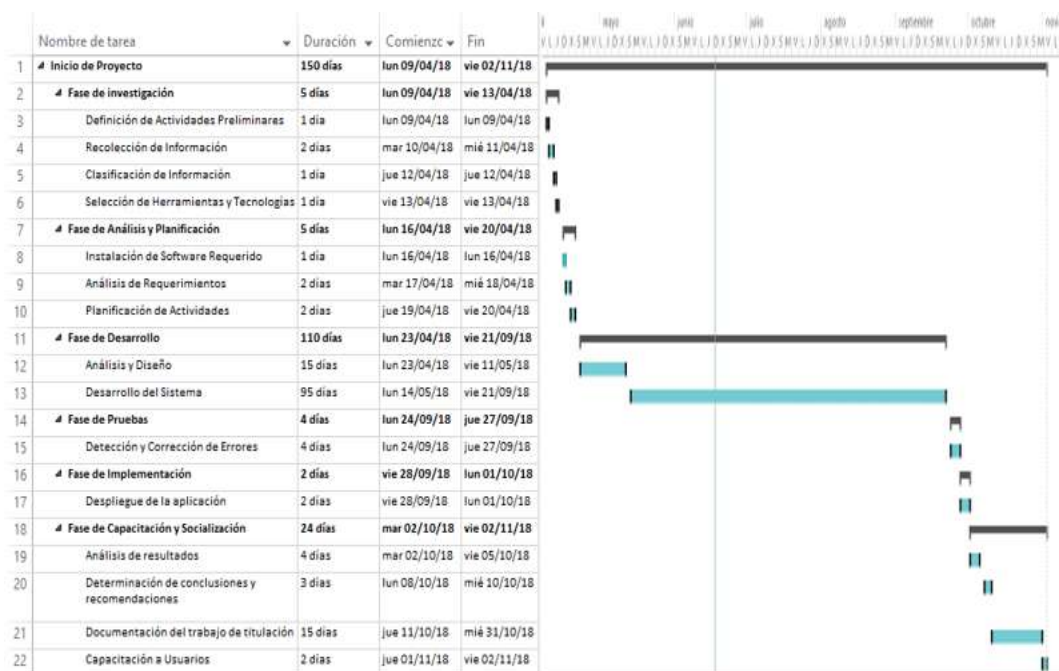 mayo junio julio agosto septiembre octubre
Nombre de tarea Duración Comienzo Fin
1 Inicio de Proyecto 150 días lun 09/04/18 vie 02/11/18
2 Fase de investigación 5 días lun 09/04/18 vie 13/04/18
3 Definición de Actividades Preliminares 1 día lun 09/04/18 lun 09/04/18
4 Recolección de Información 2 días mar 10/04/18 mié 11/04/18
5 Clasificación de Información 1 día jue 12/04/18 jue 12/04/18
6 Selección de Herramientas y Tecnologías 1 día vie 13/04/18 vie 13/04/18
7 Fase de Análisis y Planificación 5 días lun 16/04/18 vie 20/04/18
8 Instalación de Software Requerido 1 día lun 16/04/18 lun 16/04/18
9 Análisis de Requerimientos 2 días mar 17/04/18 mié 18/04/18
10 Planificación de Actividades 2 días jue 19/04/18 vie 20/04/18
11 Fase de Desarrollo 110 días lun 23/04/18 vie 21/09/18
12 Análisis y Diseño 15 días lun 23/04/18 vie 11/05/18
13 Desarrollo del Sistema 95 días lun 14/05/18 vie 21/09/18
14 Fase de Pruebas 4 días lun 24/09/18 jue 27/09/18
15 Detección y Corrección de Errores 4 días lun 24/09/18 jue 27/09/18
16 Fase de Implementación 2 días vie 28/09/18 lun 01/10/18
17 Despliegue de la aplicación 2 días vie 28/09/18 lun 01/10/18
18 Fase de Capacitación y Socialización 24 días mar 02/10/18 vie 02/11/18
19 Análisis de resultados 4 días mar 02/10/18 vie 05/10/18
20 Determinación de conclusiones y 3 días lun 08/10/18 mié 10/10/18
recomendaciones
21 Documentación del trabajo de titulación 15 días jue 11/10/18 mié 31/10/18
22 Capacitación a Usuarios 2 días jue 01/11/18 vie 02/11/18